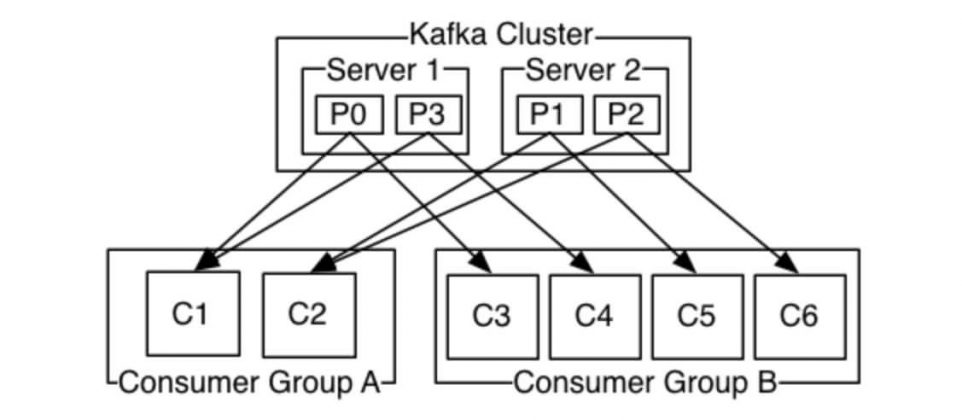 Kafka Cluster
Server 1
Server 2
P0
P3
P1
P2
C1
C2
C3
C4
C5
C6
Consumer Group A
Consumer Group B